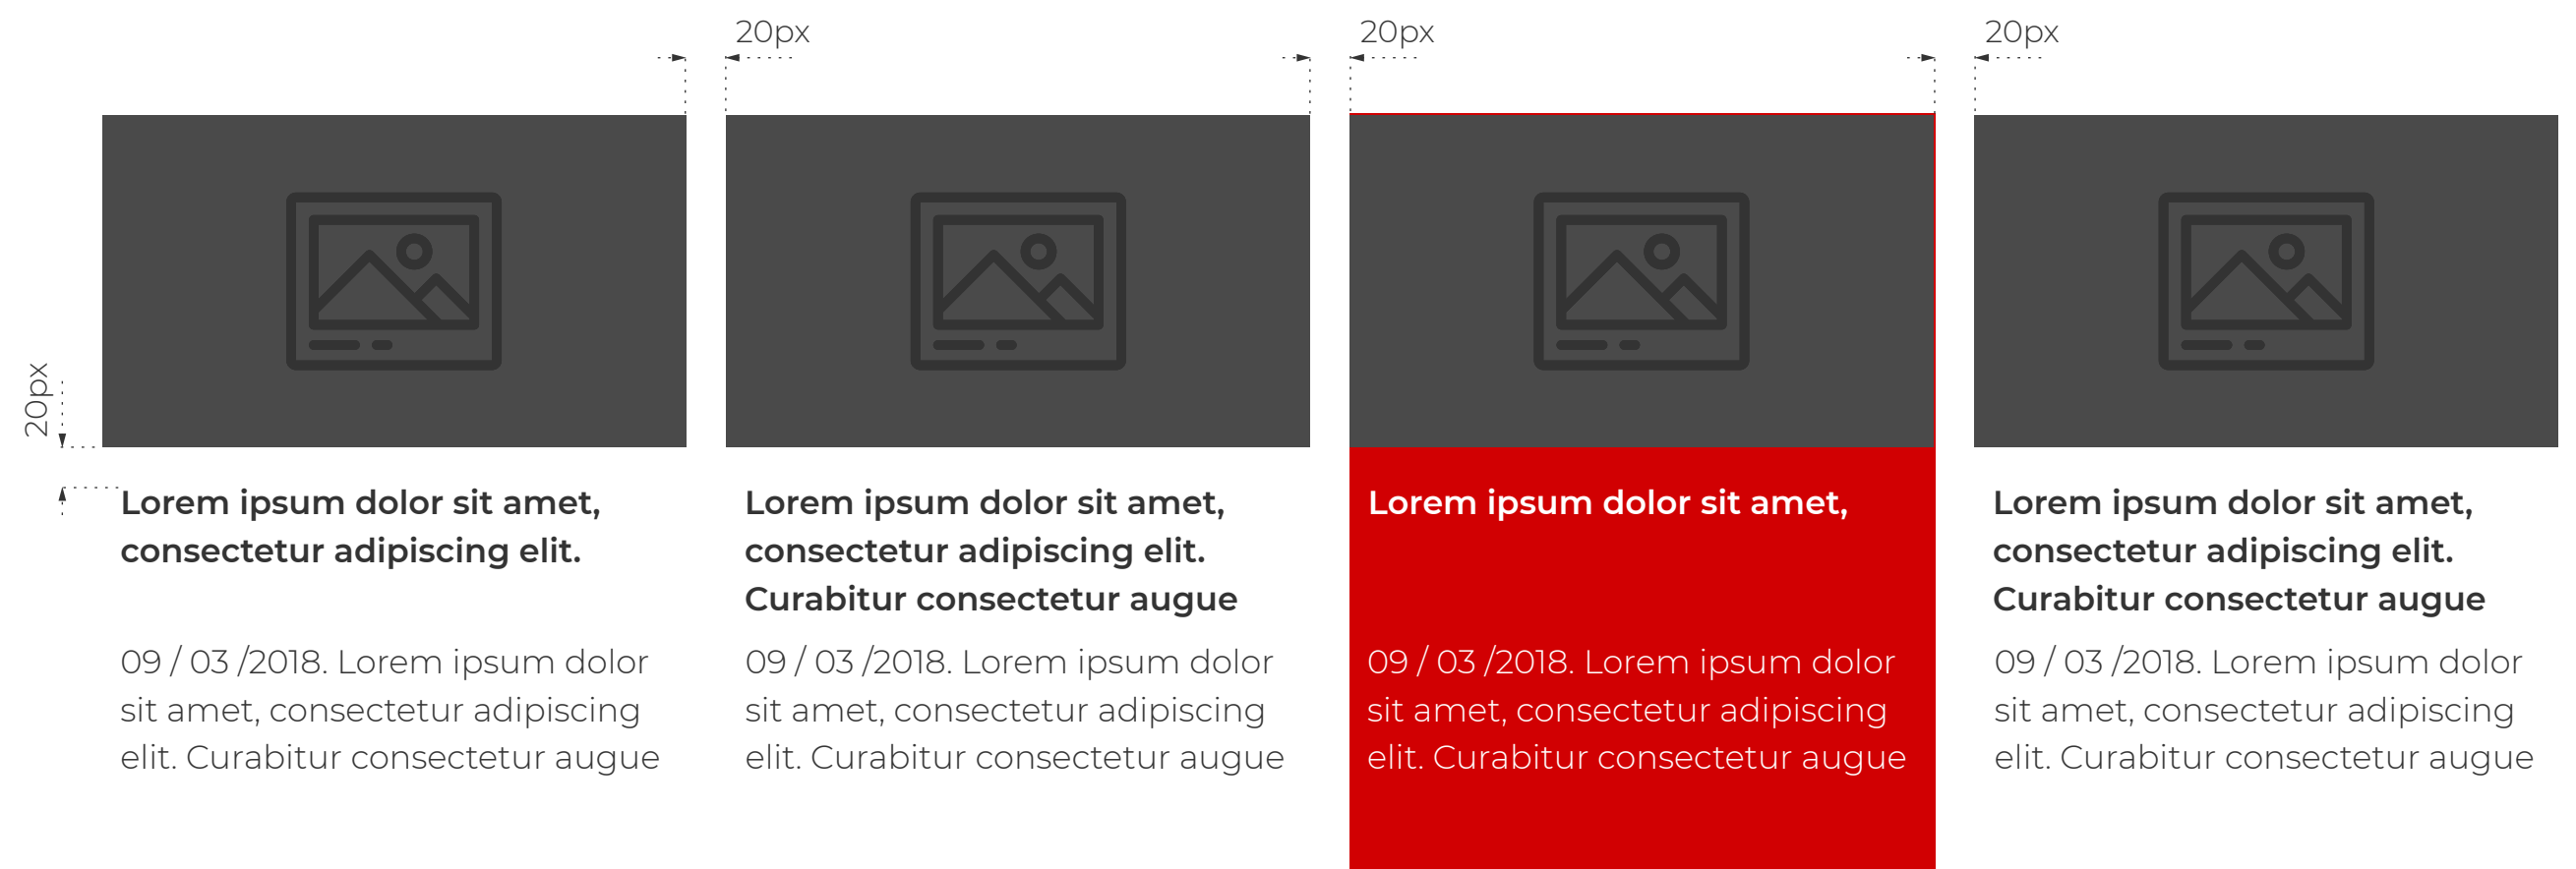 20px
20px
20px
20px
Lorem ipsum dolor sit amet,
consectetur adipiscing elit.
09 / 03 /2018. Lorem ipsum dolor
sit amet, consectetur adipiscing
elit. Curabitur consectetur augue
Lorem ipsum dolor sit amet,
consectetur adipiscing elit.
Curabitur consectetur augue
09 / 03 /2018. Lorem ipsum dolor
sit amet, consectetur adipiscing
elit. Curabitur consectetur augue
Lorem ipsum dolor sit amet,
09 / 03 /2018. Lorem ipsum dolor
sit amet, consectetur adipiscing
elit. Curabitur consectetur augue
Lorem ipsum dolor sit amet,
consectetur adipiscing elit.
Curabitur consectetur augue
09 / 03 /2018. Lorem ipsum dolor
sit amet, consectetur adipiscing
elit. Curabitur consectetur augue